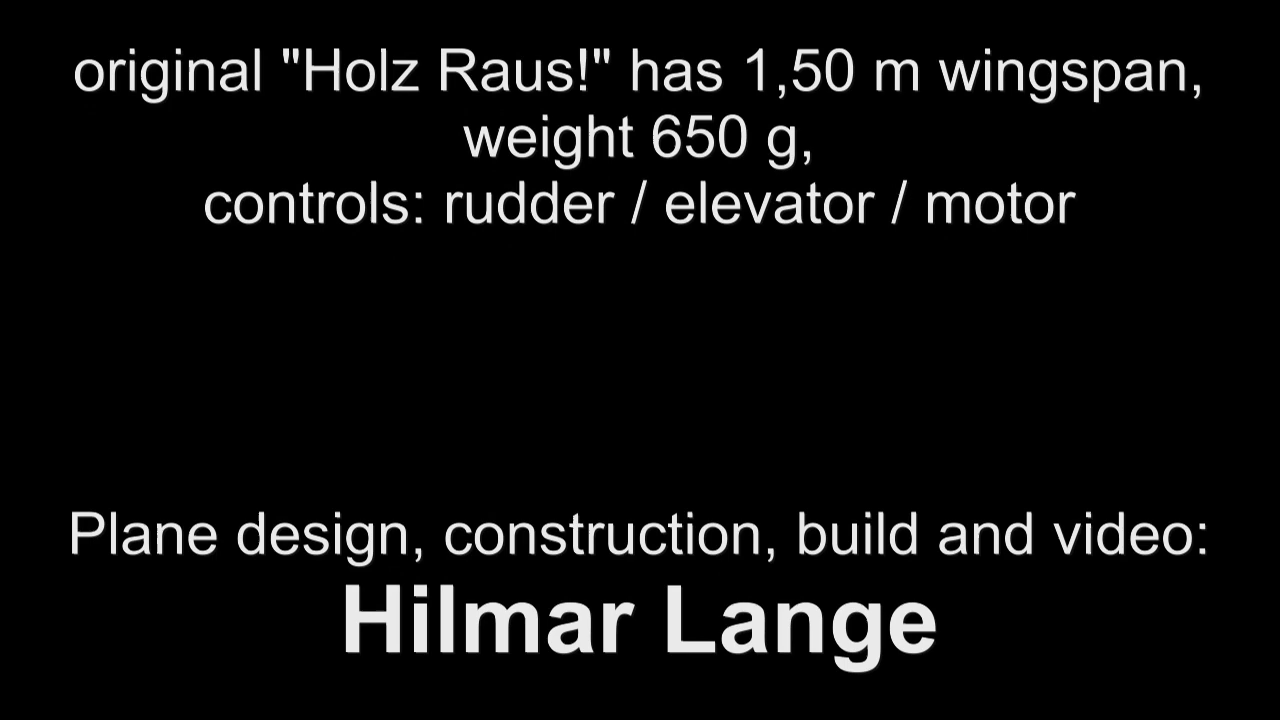 original "Holz Raus!" has 1,50 m wingspan,
weight 650 g,
controls: rudder / elevator / motor
Plane design, construction, build and video:
Hilmar Lange